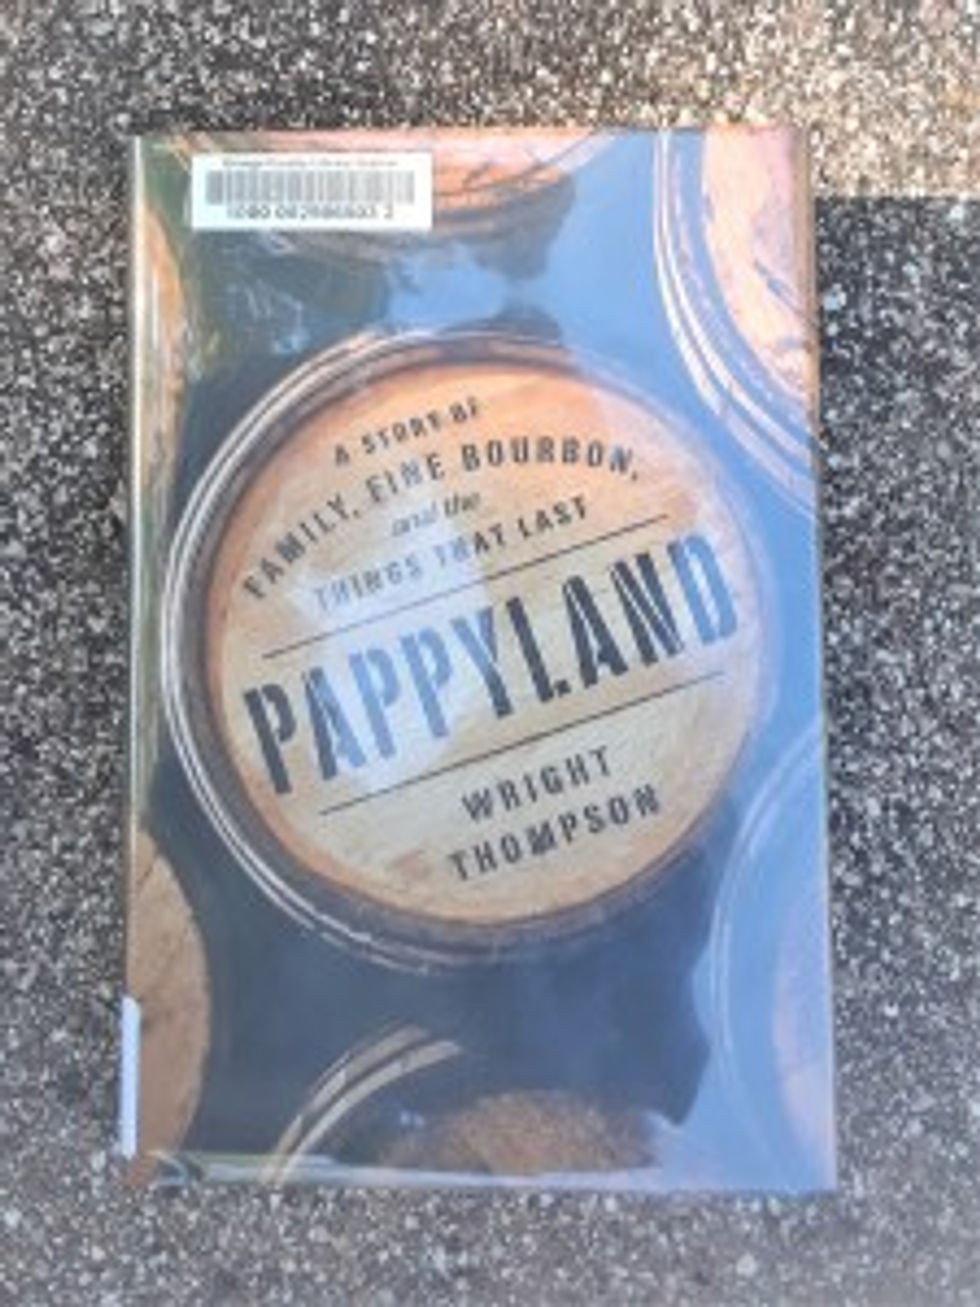 A STORY OF
FAMILY, FINE BOURBON,
and the
THINGS THAT LAST
PAPPYLAND
WRIGHT
THOMPSON